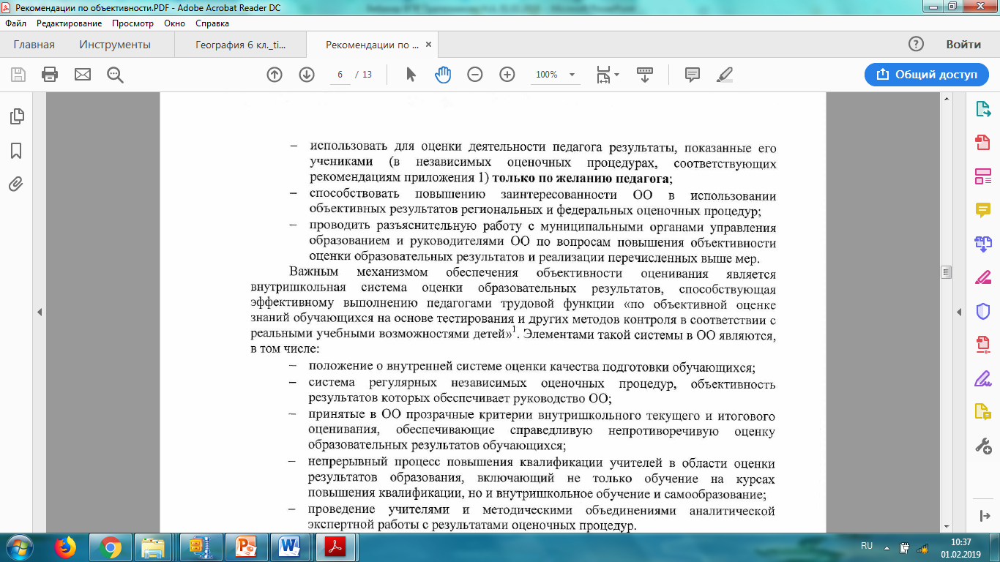 Рекомендации по объективности.PDF - Adobe Acrobat Reader DC
Файл Редактирование Просмотр Окно Справка
Главная Инструменты География 6 кл._ti... Рекомендации по ... × Войти
6 / 13 100% Общий доступ
– использовать для оценки деятельности педагога результаты, показанные его
учениками (в независимых оценочных процедурах, соответствующих
рекомендациям приложения 1) только по желанию педагога;
– способствовать повышению заинтересованности ОО в использовании
объективных результатов региональных и федеральных оценочных процедур;
– проводить разъяснительную работу с муниципальными органами управления
образованием и руководителями ОО по вопросам повышения объективности
оценки образовательных результатов и реализации перечисленных выше мер.
Важным механизмом обеспечения объективности оценивания является
внутришкольная система оценки образовательных результатов, способствующая
эффективному выполнению педагогами трудовой функции «по объективной оценке
знаний обучающихся на основе тестирования и других методов контроля в соответствии с
реальными учебными возможностями детей»¹. Элементами такой системы в ОО являются,
в том числе:
– положение о внутренней системе оценки качества подготовки обучающихся;
– система регулярных независимых оценочных процедур, объективность
результатов которых обеспечивает руководство ОО;
– принятые в ОО прозрачные критерии внутришкольного текущего и итогового
оценивания, обеспечивающие справедливую непротиворечивую оценку
образовательных результатов обучающихся;
– непрерывный процесс повышения квалификации учителей в области оценки
результатов образования, включающий не только обучение на курсах
повышения квалификации, но и внутришкольное обучение и самообразование;
– проведение учителями и методическими объединениями аналитической
экспертной работы с результатами оценочных процедур.
RU 10:37
01.02.2019